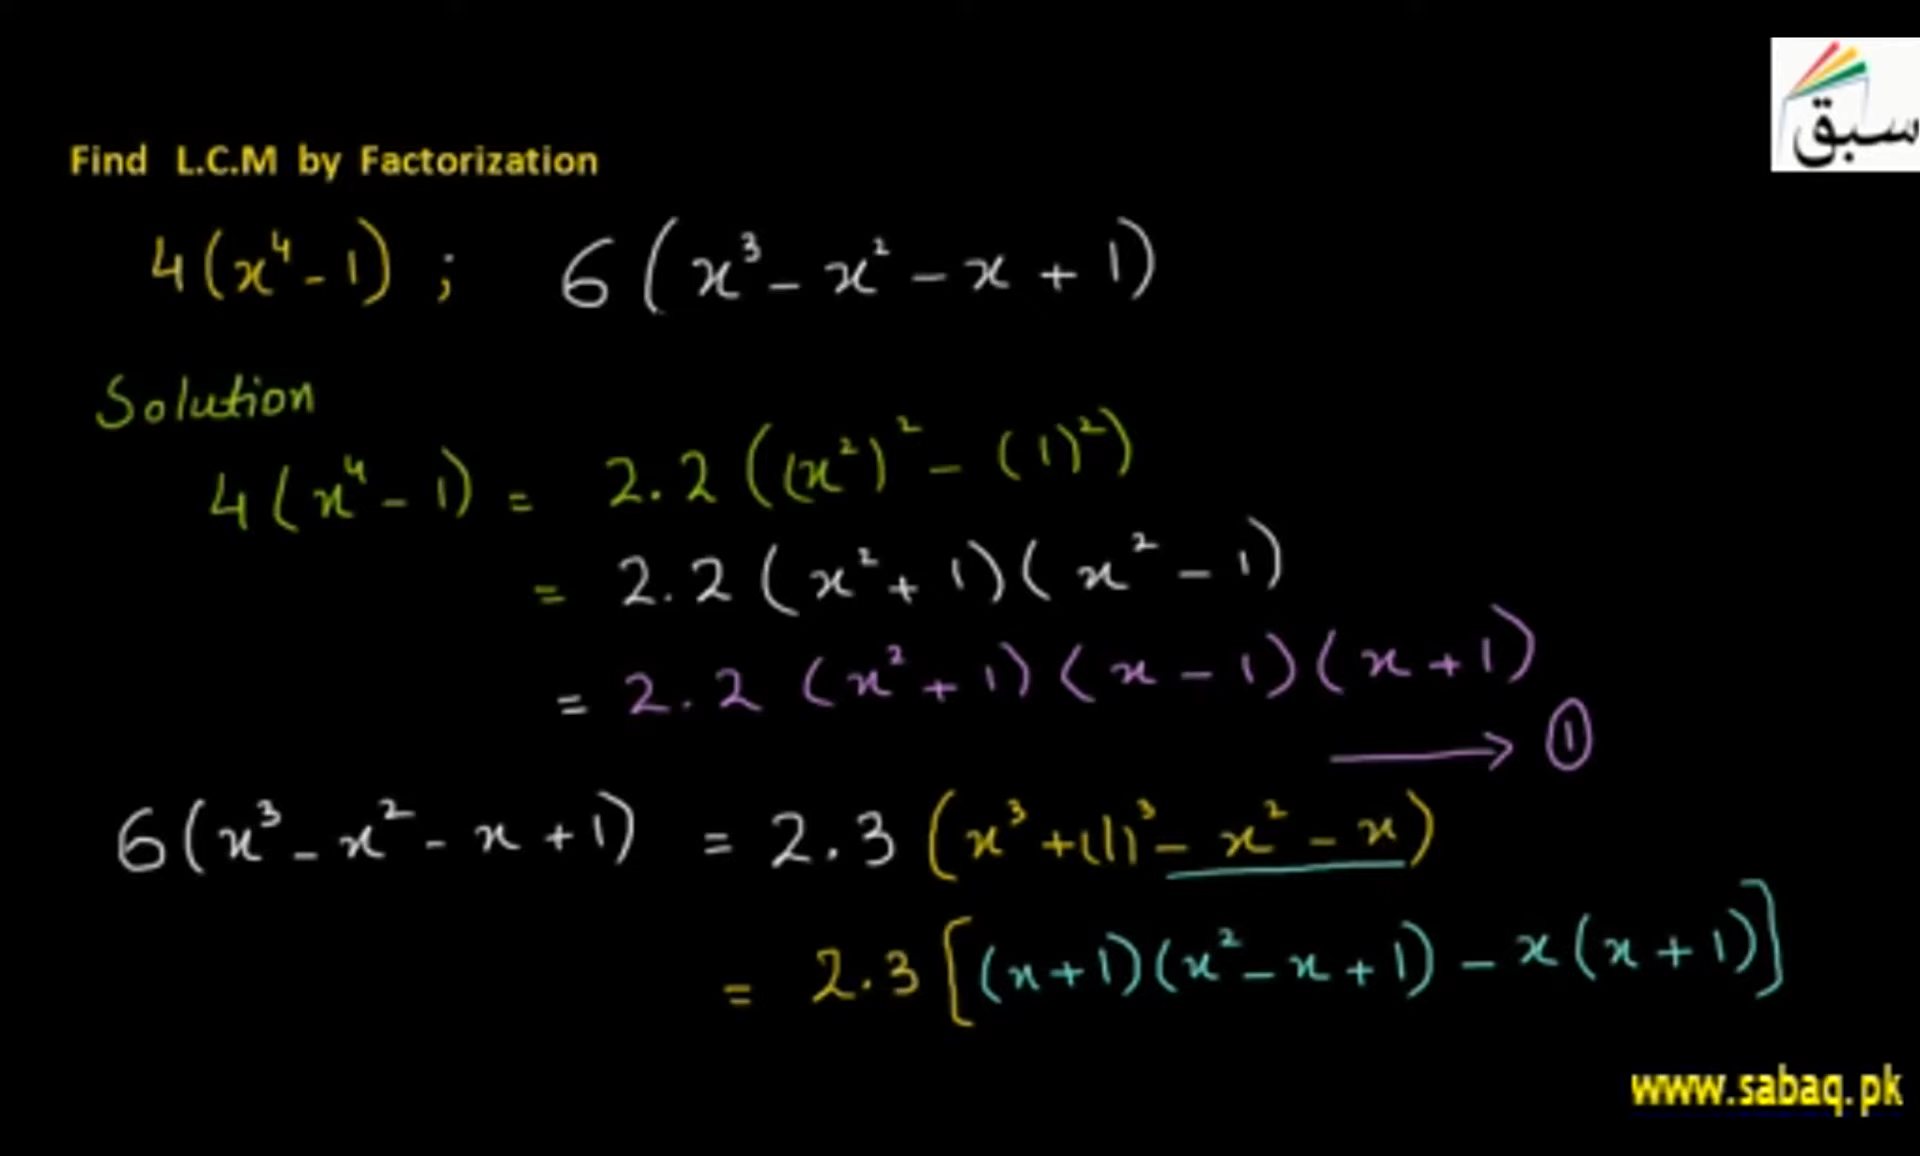 سبق
Find L.C.M by Factorization
4(x⁴ - 1) ; 6(x³ - x² - x + 1)
Solution
4(x⁴ - 1) = 2.2((x²)² - (1)²)
= 2.2(x² + 1)(x² - 1)
= 2.2(x² + 1)(x - 1)(x + 1)
→ ①
6(x³ - x² - x + 1) = 2.3(x³ + (1)³ - x² - x)
= 2.3[(x + 1)(x² - x + 1) - x(x + 1)]
www.sabaq.pk